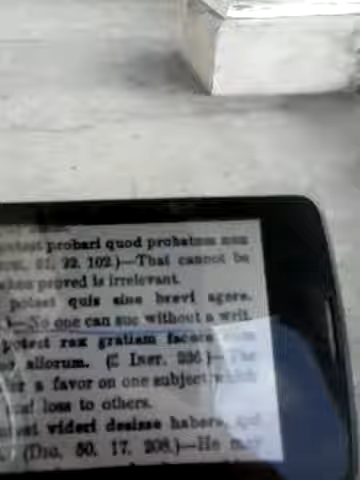 probari quod probatum non
32, 102.)—That cannot be
proved is irrelevant.
potest quis sine brevi agere.
—No one can sue without a writ.
potest rex gratiam facere cum
aliorum. (2 Inst. 236.)—The
a favor on one subject which
loss to others.
videri desisse habere, qui
(Dig. 50, 17, 208.)—He may